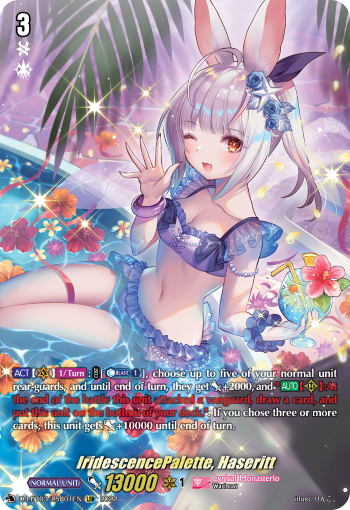 3
ACT 1/Turn : BLAST 1 , choose up to five of your normal unit
rear-guards, and until end of turn, they get +2000, and "AUTO : At
the end of the battle this unit attacked a vanguard, draw a card, and
put this unit on the bottom of your deck.". If you chose three or more
cards, this unit gets +10000 until end of turn.
IridescencePalette, Haseritt
NORMAL UNIT
13000 1
Lyrical Monasterio
Warbeast